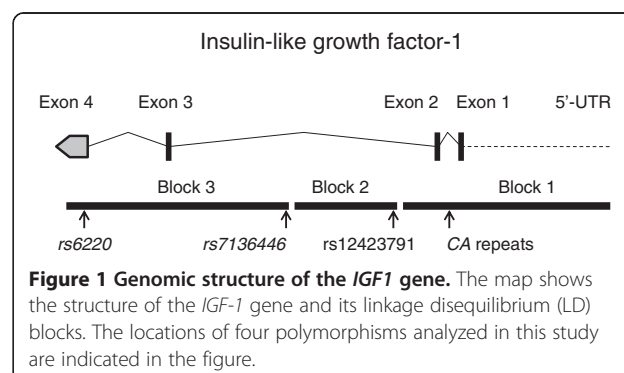 Insulin-like growth factor-1
Exon 4 Exon 3 Exon 2 Exon 1 5'-UTR
Block 3 Block 2 Block 1
rs6220 rs7136446 rs12423791 CA repeats
Figure 1 Genomic structure of the IGF1 gene. The map shows
the structure of the IGF-1 gene and its linkage disequilibrium (LD)
blocks. The locations of four polymorphisms analyzed in this study
are indicated in the figure.